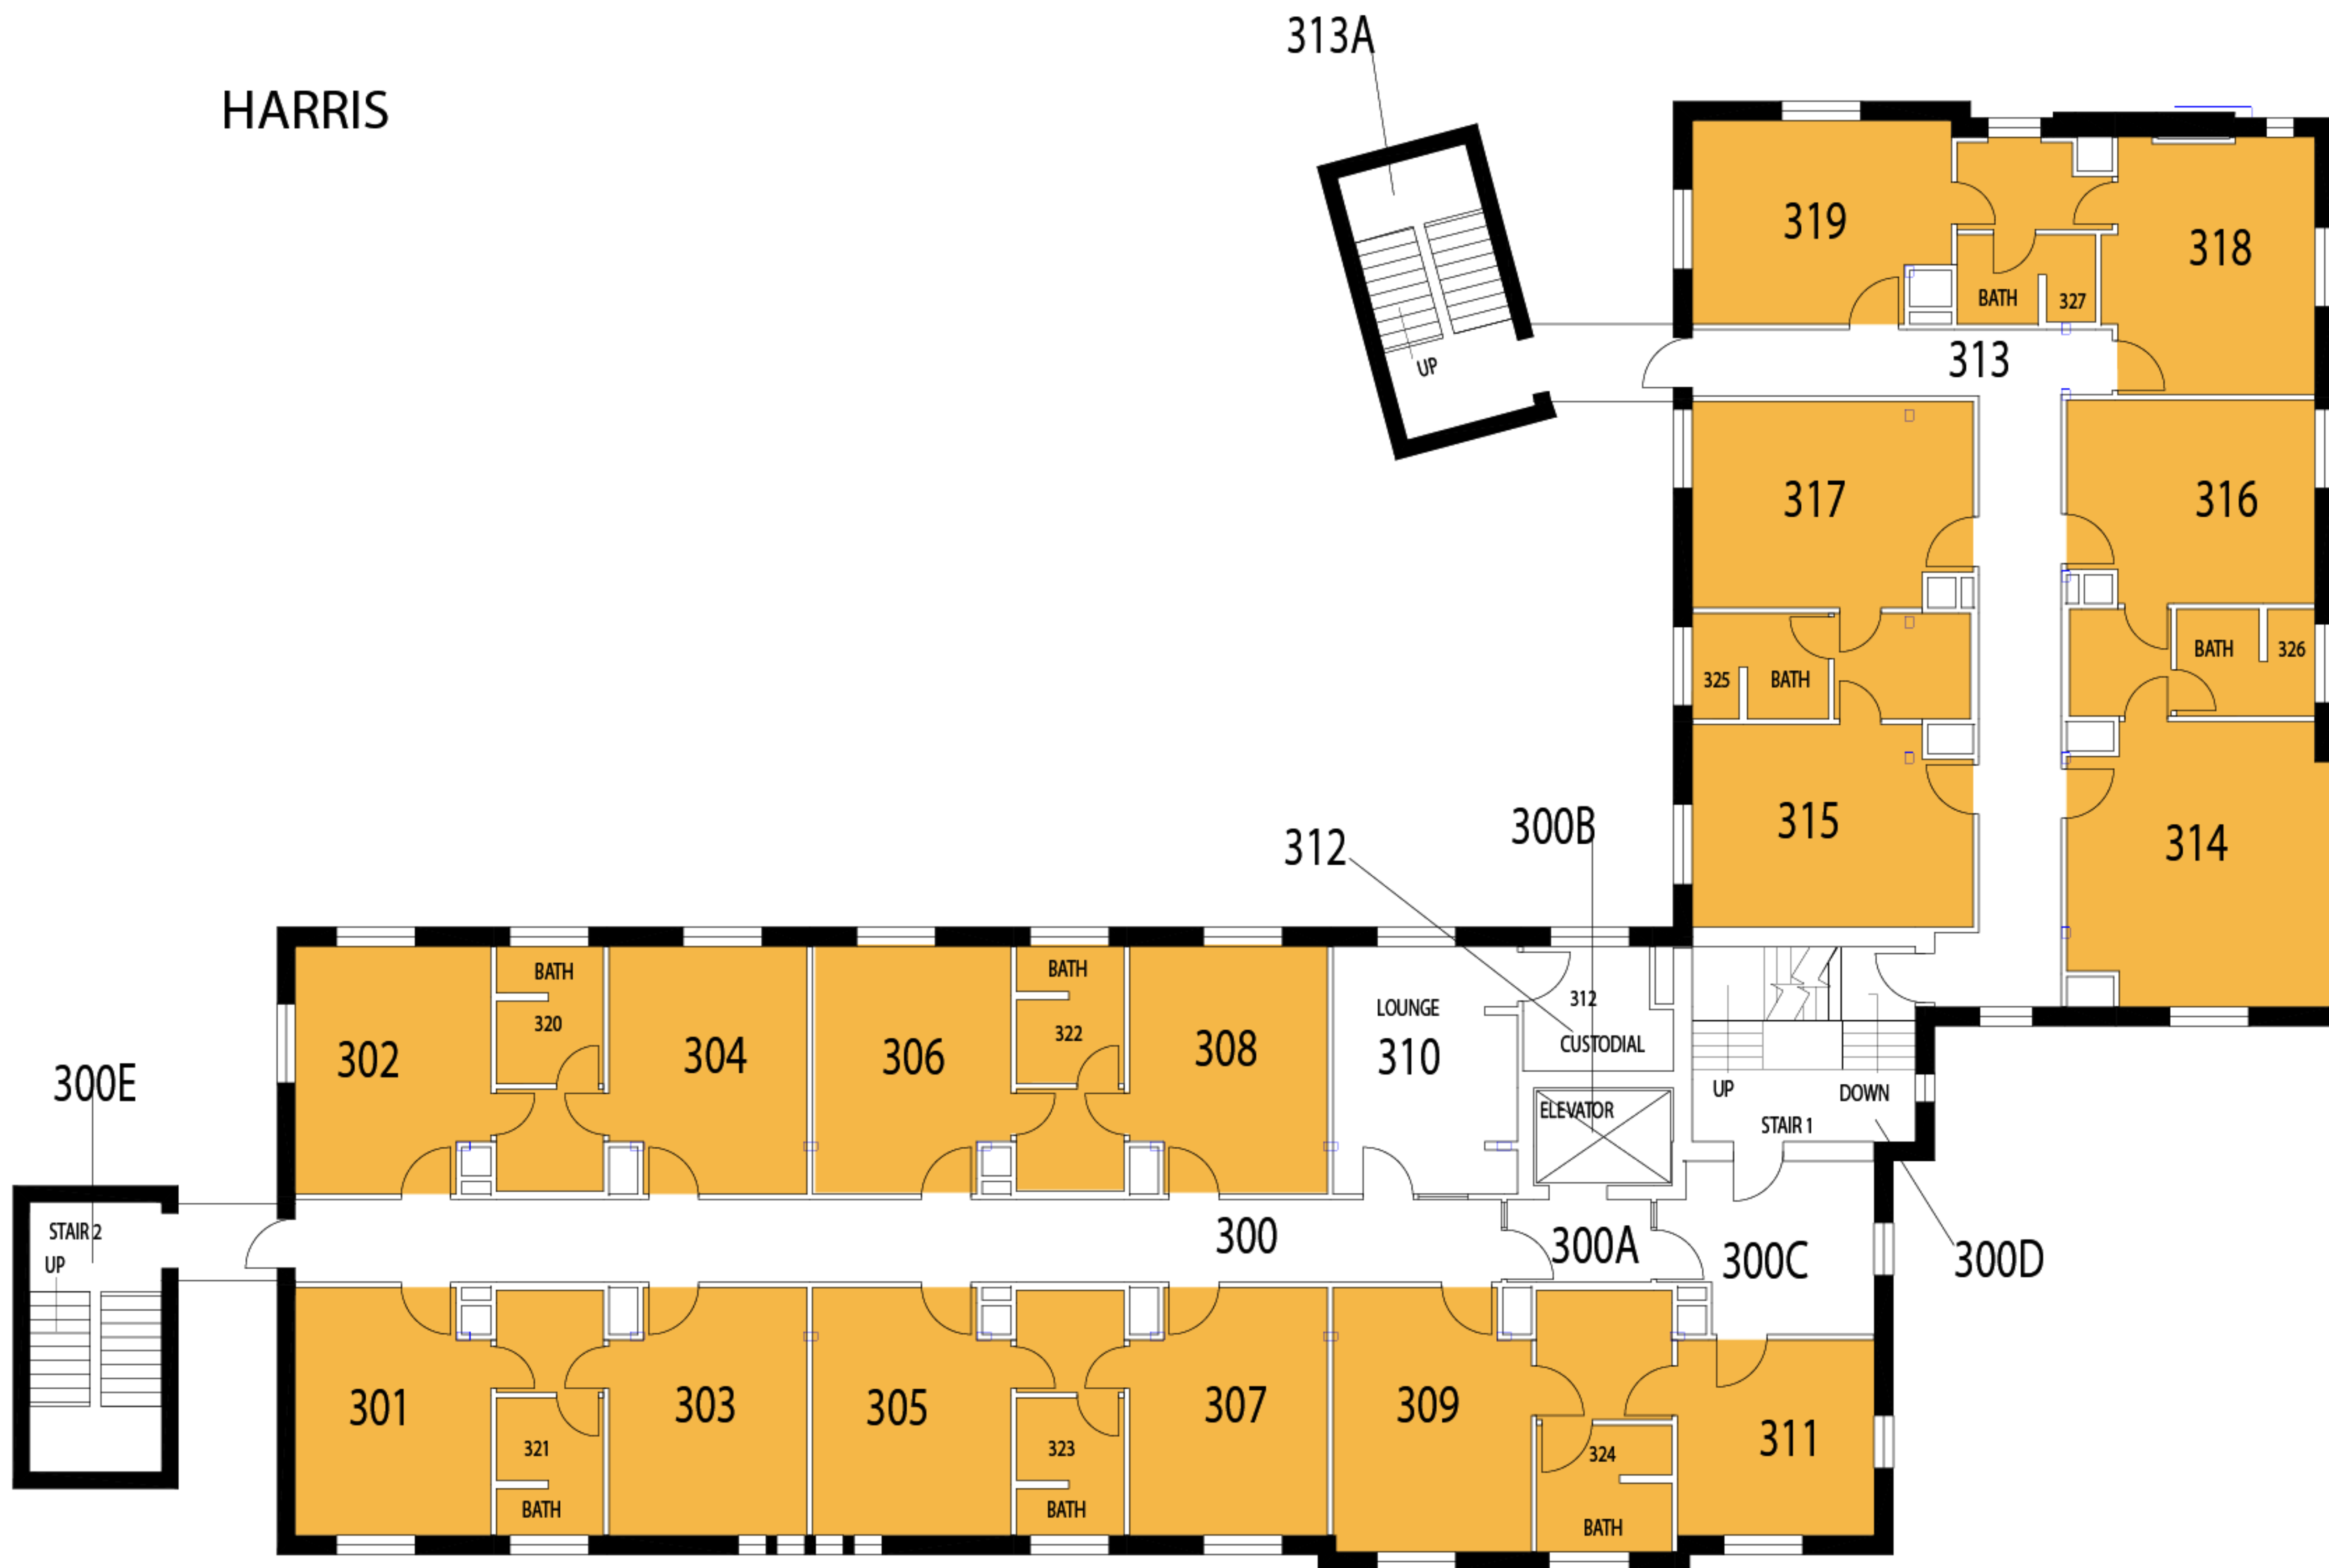 313A
HARRIS
319
318
BATH
327
313
UP
317
316
325
BATH
BATH
326
315
314
300B
312
BATH
320
BATH
322
LOUNGE
310
312
CUSTODIAL
302
304
306
308
300E
ELEVATOR
UP
DOWN
STAIR 1
STAIR 2
UP
300
300A
300C
300D
301
303
305
307
309
311
321
BATH
323
BATH
324
BATH